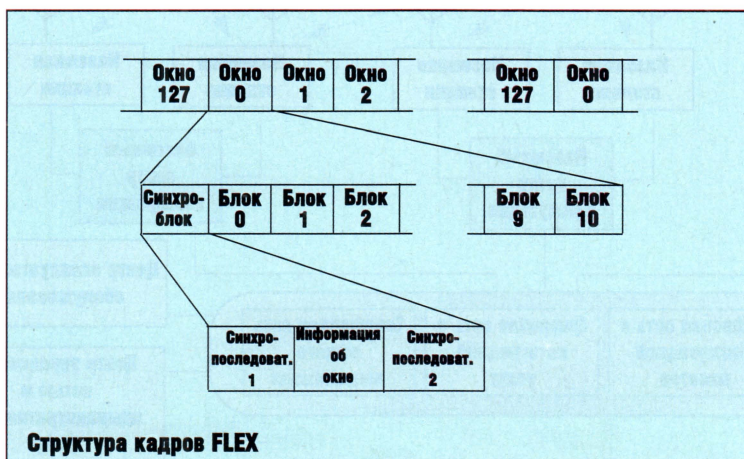 Окно Окно Окно Окно Окно Окно
127 0 1 2 127 0
Синхро- Блок Блок Блок Блок Блок
блок 0 1 2 9 10
Синхро- Информация Синхро-
последоват. об последоват.
1 окне 2
Структура кадров FLEX